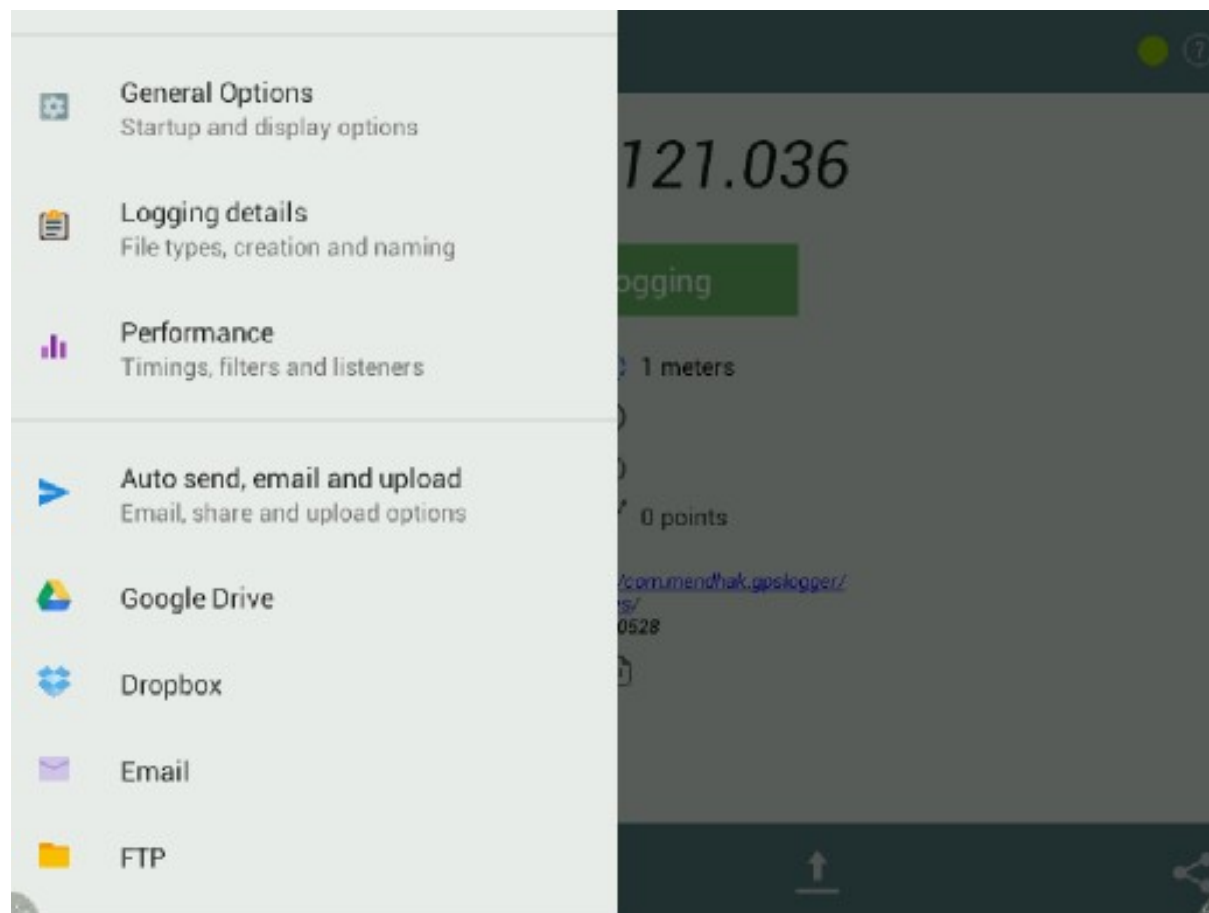 General Options
Startup and display options
Logging details
File types, creation and naming
Performance
Timings, filters and listeners
Auto send, email and upload
Email, share and upload options
Google Drive
Dropbox
Email
FTP
?
121.036
ogging
1 meters
0 points
/com.mendhak.gpslogger/
s/
0528